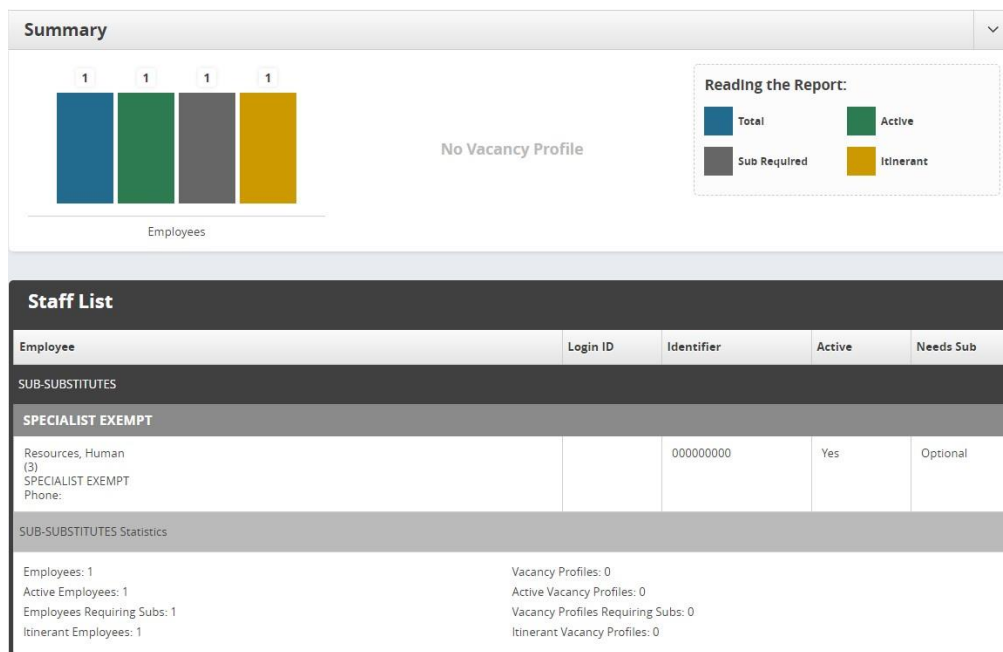 Summary
1 1 1 1
Employees
No Vacancy Profile
Reading the Report:
Total Active
Sub Required Itinerant
Staff List
Employee Login ID Identifier Active Needs Sub
SUB-SUBSTITUTES
SPECIALIST EXEMPT
Resources, Human 000000000 Yes Optional
(3)
SPECIALIST EXEMPT
Phone:
SUB-SUBSTITUTES Statistics
Employees: 1 Vacancy Profiles: 0
Active Employees: 1 Active Vacancy Profiles: 0
Employees Requiring Subs: 1 Vacancy Profiles Requiring Subs: 0
Itinerant Employees: 1 Itinerant Vacancy Profiles: 0